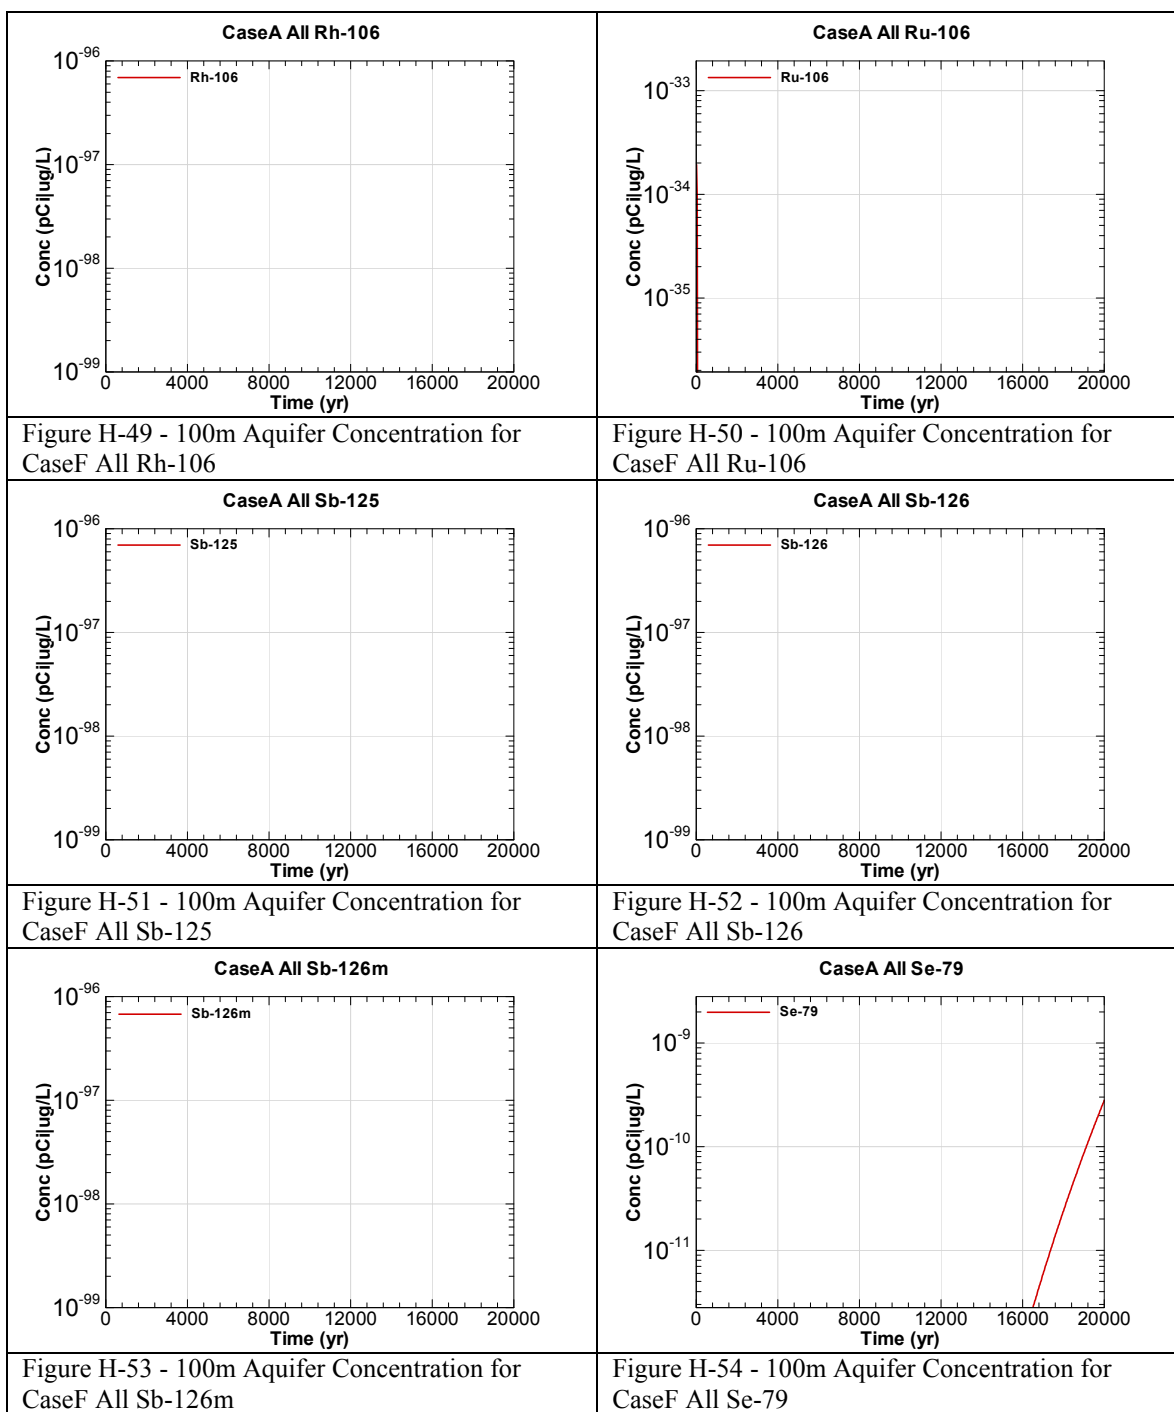 CaseA All Rh-106
10^-96
10^-97
10^-98
10^-99
Conc (pCi|ug/L)
Rh-106
0 4000 8000 12000 16000 20000
Time (yr)
Figure H-49 - 100m Aquifer Concentration for
CaseF All Rh-106
CaseA All Ru-106
10^-33
10^-34
10^-35
Conc (pCi|ug/L)
Ru-106
0 4000 8000 12000 16000 20000
Time (yr)
Figure H-50 - 100m Aquifer Concentration for
CaseF All Ru-106
CaseA All Sb-125
10^-96
10^-97
10^-98
10^-99
Conc (pCi|ug/L)
Sb-125
0 4000 8000 12000 16000 20000
Time (yr)
Figure H-51 - 100m Aquifer Concentration for
CaseF All Sb-125
CaseA All Sb-126
10^-96
10^-97
10^-98
10^-99
Conc (pCi|ug/L)
Sb-126
0 4000 8000 12000 16000 20000
Time (yr)
Figure H-52 - 100m Aquifer Concentration for
CaseF All Sb-126
CaseA All Sb-126m
10^-96
10^-97
10^-98
10^-99
Conc (pCi|ug/L)
Sb-126m
0 4000 8000 12000 16000 20000
Time (yr)
Figure H-53 - 100m Aquifer Concentration for
CaseF All Sb-126m
CaseA All Se-79
10^-9
10^-10
10^-11
Conc (pCi|ug/L)
Se-79
0 4000 8000 12000 16000 20000
Time (yr)
Figure H-54 - 100m Aquifer Concentration for
CaseF All Se-79